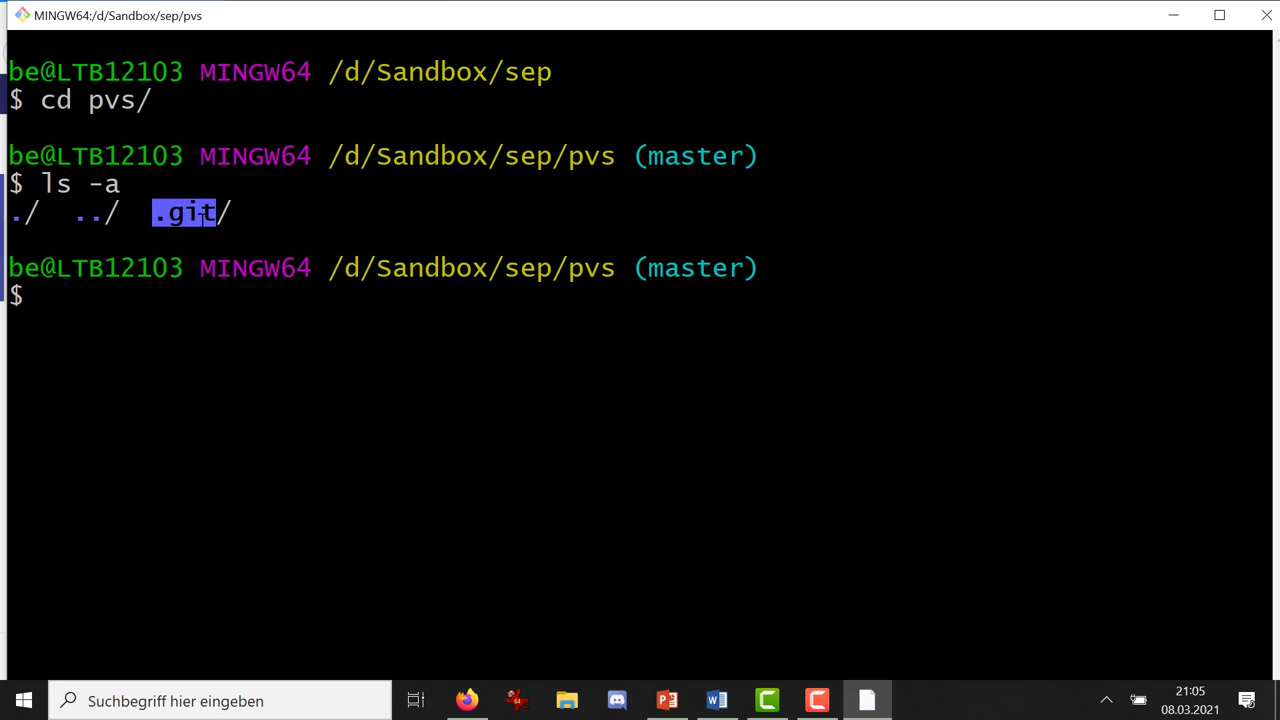 MINGW64:/d/Sandbox/sep/pvs
be@LTB12103 MINGW64 /d/Sandbox/sep
$ cd pvs/
be@LTB12103 MINGW64 /d/Sandbox/sep/pvs (master)
$ ls -a
./ ../ .git/
be@LTB12103 MINGW64 /d/Sandbox/sep/pvs (master)
$
Suchbegriff hier eingeben
21:05
08.03.2021